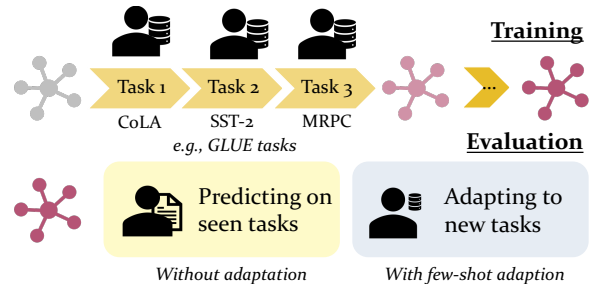 Training
Task 1
Task 2
Task 3
...
CoLA
SST-2
MRPC
e.g., GLUE tasks
Evaluation
Predicting on
seen tasks
Adapting to
new tasks
Without adaptation
With few-shot adaption